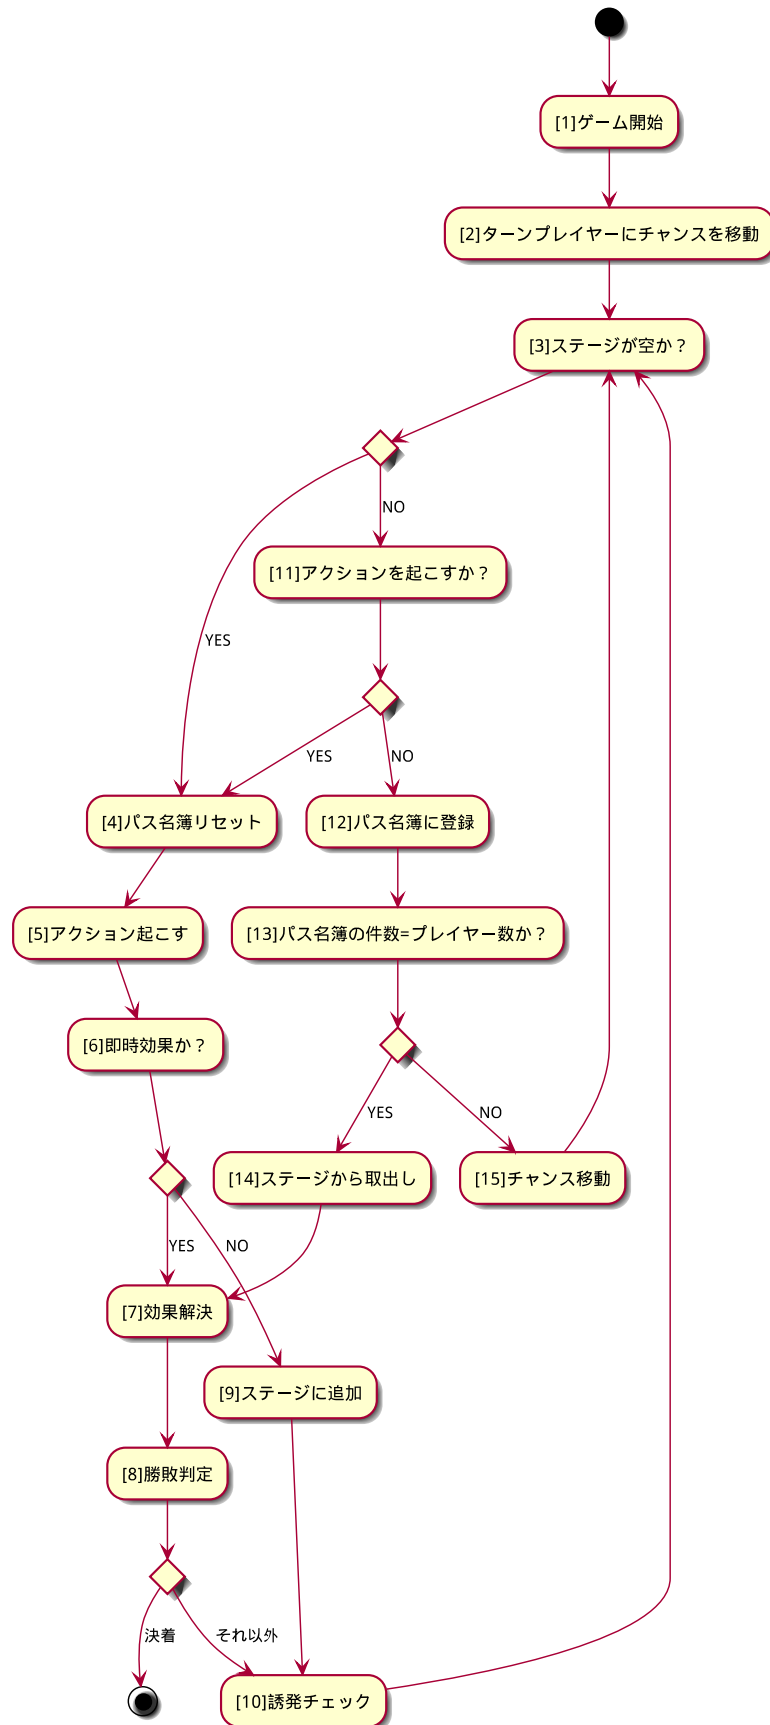 [1]ゲーム開始
[2]ターンプレイヤーにチャンスを移動
[3]ステージが空か？
NO
[11]アクションを起こすか？
YES
YES
NO
[4]パス名簿リセット
[12]パス名簿に登録
[5]アクション起こす
[13]パス名簿の件数=プレイヤー数か？
[6]即時効果か？
YES
NO
[14]ステージから取出し
[15]チャンス移動
YES
NO
[7]効果解決
[9]ステージに追加
[8]勝敗判定
決着
それ以外
[10]誘発チェック